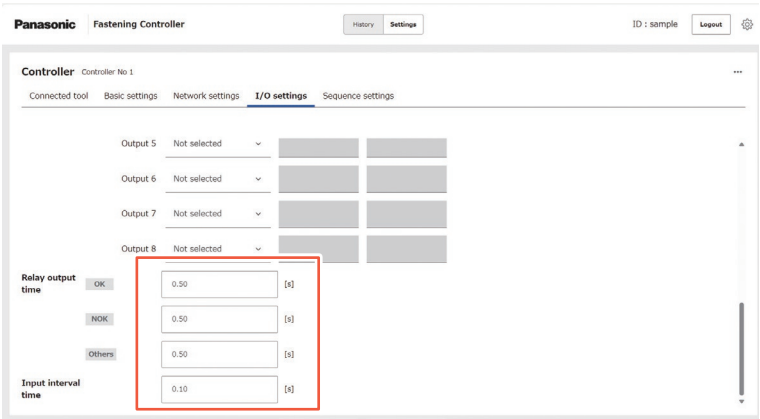 Panasonic Fastening Controller History Settings ID : sample Logout
Controller Controller No 1
Connected tool Basic settings Network settings I/O settings Sequence settings
Output 5 Not selected
Output 6 Not selected
Output 7 Not selected
Output 8 Not selected
Relay output time OK 0.50 [s]
NOK 0.50 [s]
Others 0.50 [s]
Input interval time 0.10 [s]